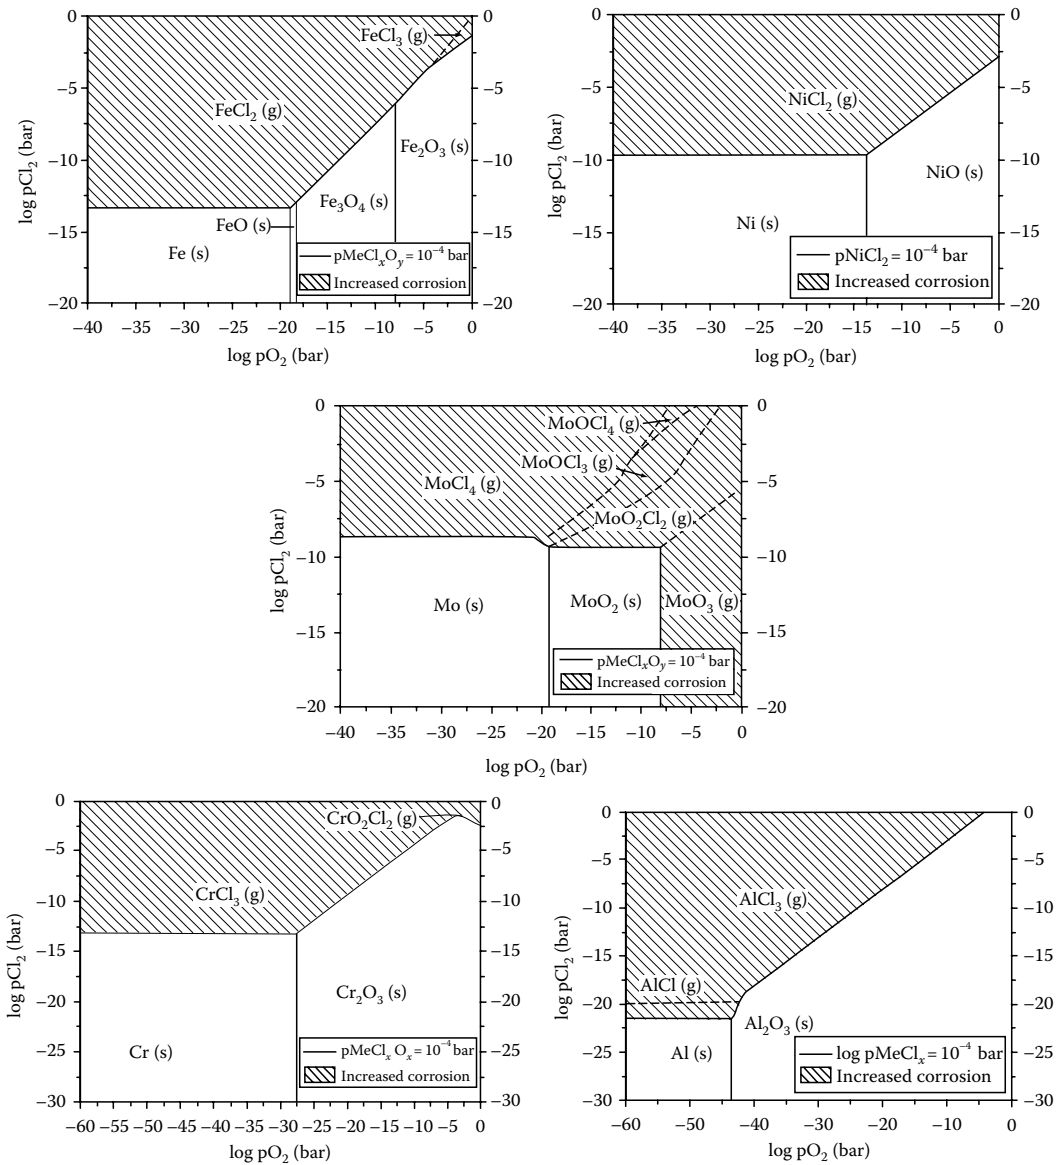 0
−5
−10
−15
−20
log pCl2 (bar)
FeCl3 (g)
FeCl2 (g)
Fe2O3 (s)
Fe3O4 (s)
FeO (s)
Fe (s)
pMeClxOy = 10−4 bar
Increased corrosion
0
−5
−10
−15
−20
−40 −35 −30 −25 −20 −15 −10 −5 0
log pO2 (bar)
0
−5
−10
−15
−20
log pCl2 (bar)
NiCl2 (g)
NiO (s)
Ni (s)
pNiCl2 = 10−4 bar
Increased corrosion
0
−5
−10
−15
−20
−40 −35 −30 −25 −20 −15 −10 −5 0
log pO2 (bar)
0
−5
−10
−15
−20
log pCl2 (bar)
MoOCl4 (g)
MoOCl3 (g)
MoCl4 (g)
MoO2Cl2 (g)
Mo (s)
MoO2 (s)
MoO3 (g)
pMeClxOy = 10−4 bar
Increased corrosion
0
−5
−10
−15
−20
−40 −35 −30 −25 −20 −15 −10 −5 0
log pO2 (bar)
0
−5
−10
−15
−20
−25
−30
log pCl2 (bar)
CrO2Cl2 (g)
CrCl3 (g)
Cr2O3 (s)
Cr (s)
pMeClx Ox = 10−4 bar
Increased corrosion
0
−5
−10
−15
−20
−25
−30
−60 −55 −45 −40 −35 −30 −25 −20 −15 −10 −5 0
log pO2 (bar)
0
−5
−10
−15
−20
−25
−30
log pCl2 (bar)
AlCl3 (g)
AlCl (g)
Al2O3 (s)
Al (s)
log pMeClx = 10−4 bar
Increased corrosion
0
−5
−10
−15
−20
−25
−30
−60 −50 −40 −30 −20 −10 0
log pO2 (bar)